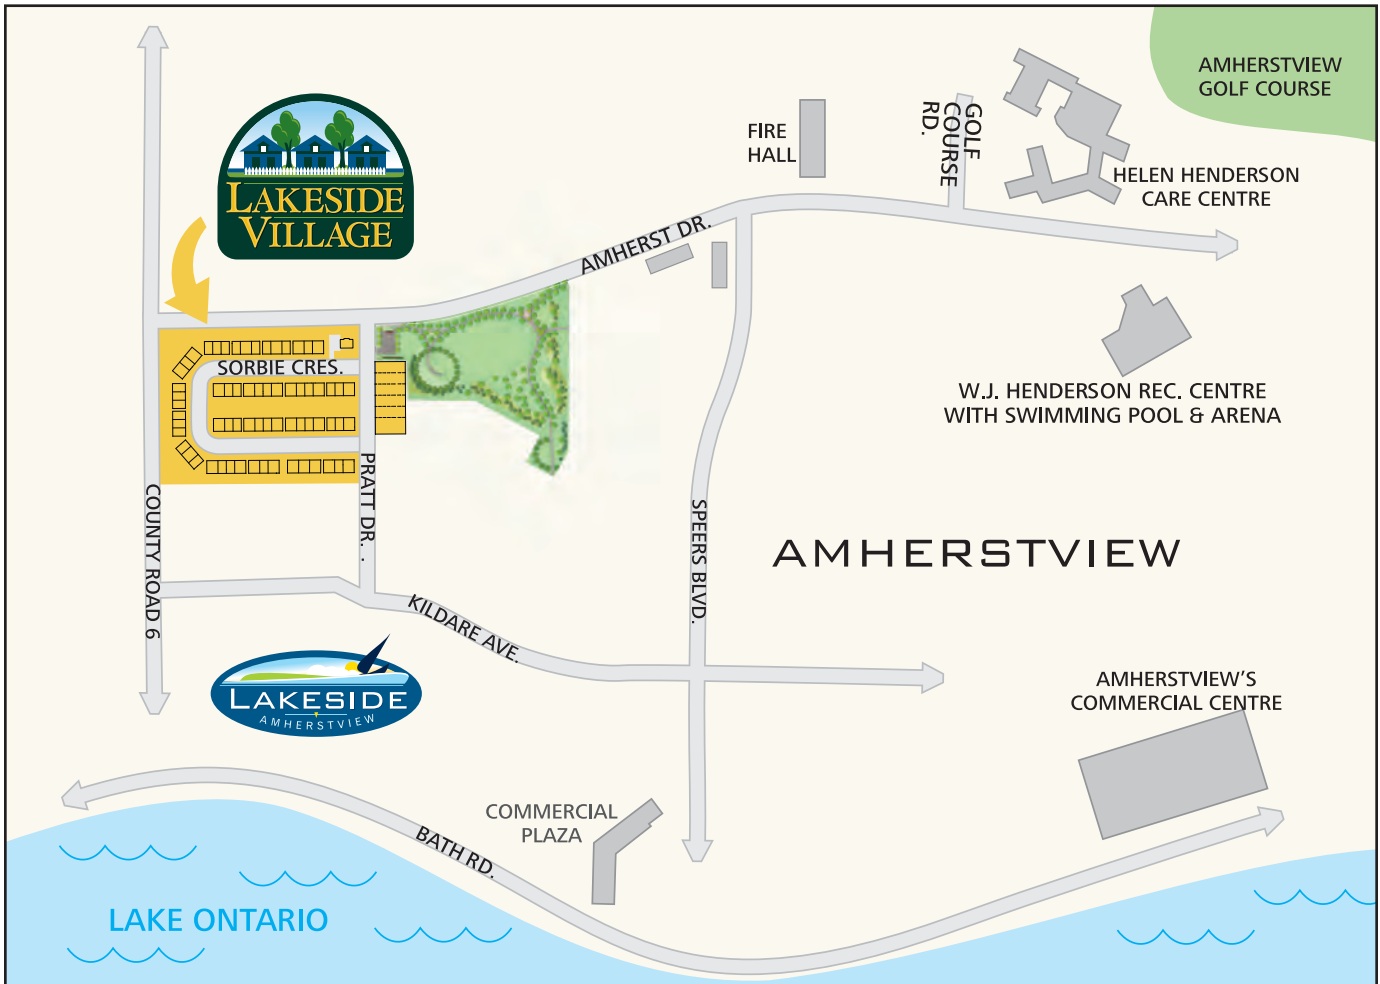 AMHERSTVIEW
GOLF COURSE
FIRE
HALL
GOLF
COURSE
RD.
HELEN HENDERSON
CARE CENTRE
LAKESIDE
VILLAGE
AMHERST DR.
SORBIE CRES.
W.J. HENDERSON REC. CENTRE
WITH SWIMMING POOL & ARENA
COUNTY ROAD 6
PRATT DR. .
SPEERS BLVD.
AMHERSTVIEW
KILDARE AVE.
LAKESIDE
AMHERSTVIEW
AMHERSTVIEW'S
COMMERCIAL CENTRE
COMMERCIAL
PLAZA
BATH RD.
LAKE ONTARIO